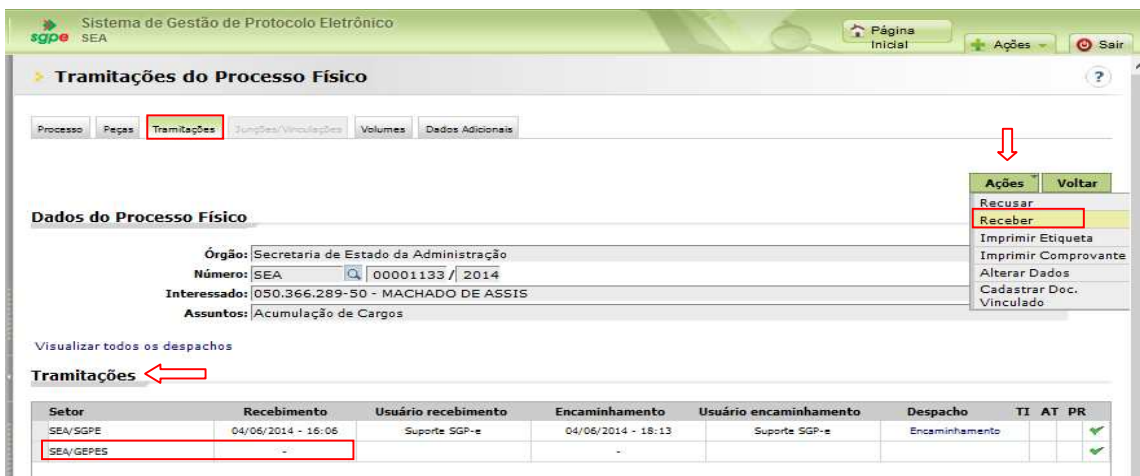 Sistema de Gestão de Protocolo Eletrônico
sgpe SEA
Página Inicial
Ações
Sair
Tramitações do Processo Físico
?
Processo Peças Tramitações Junções/Vinculações Volumes Dados Adicionais
Ações Voltar
Recusar
Receber
Imprimir Etiqueta
Imprimir Comprovante
Alterar Dados
Cadastrar Doc. Vinculado
Dados do Processo Físico
Órgão: Secretaria de Estado da Administração
Número: SEA 00001133 / 2014
Interessado: 050.366.289-50 - MACHADO DE ASSIS
Assuntos: Acumulação de Cargos
Visualizar todos os despachos
Tramitações
Setor Recebimento Usuário recebimento Encaminhamento Usuário encaminhamento Despacho TI AT PR
SEA/SGPE 04/06/2014 - 16:06 Suporte SGP-e 04/06/2014 - 18:13 Suporte SGP-e Encaminhamento
SEA/GEPES - -